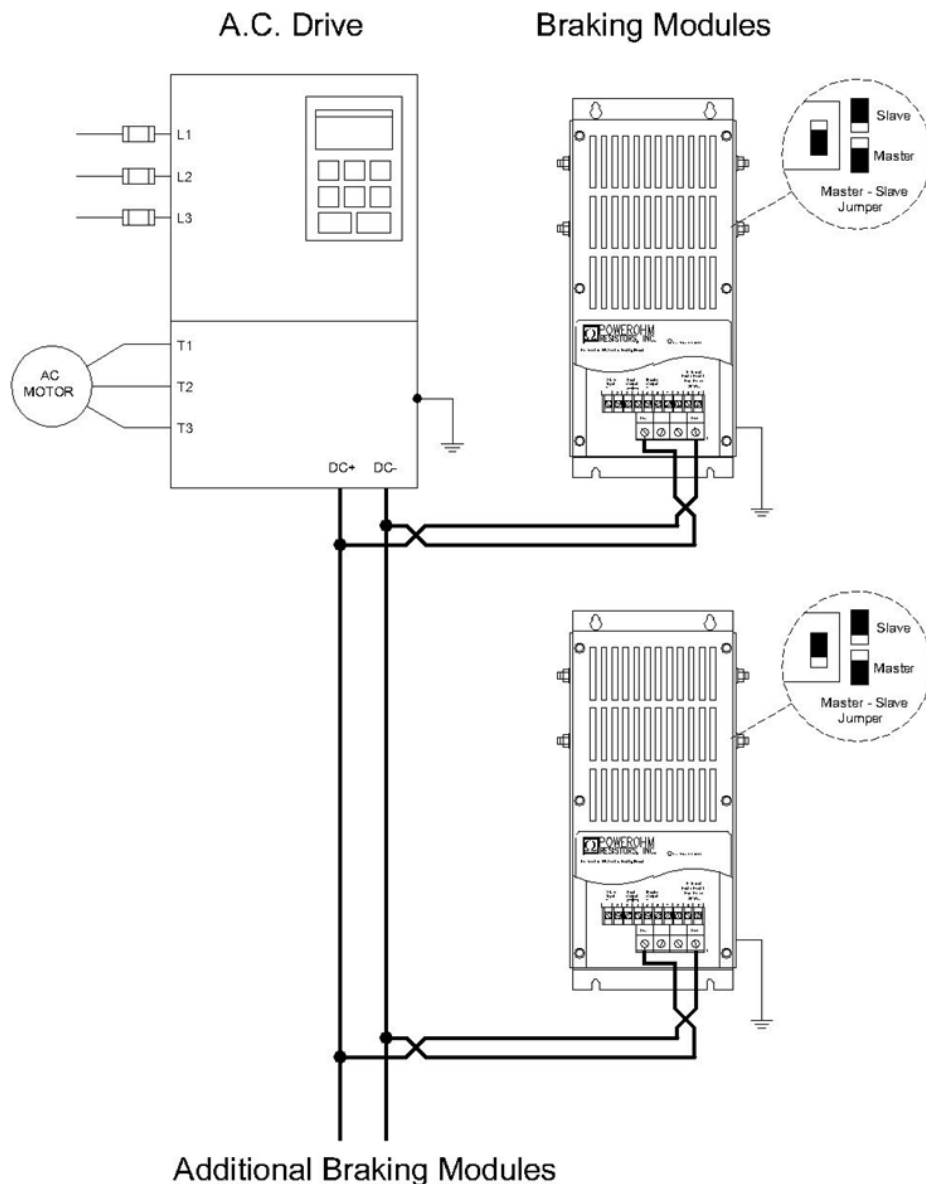 A.C. Drive
Braking Modules
L1
L2
L3
Slave
Master
Master - Slave
Jumper
POWEROHM
RESISTORS, INC.
T1
T2
T3
AC
MOTOR
DC+
DC-
Slave
Master
Master - Slave
Jumper
POWEROHM
RESISTORS, INC.
Additional Braking Modules